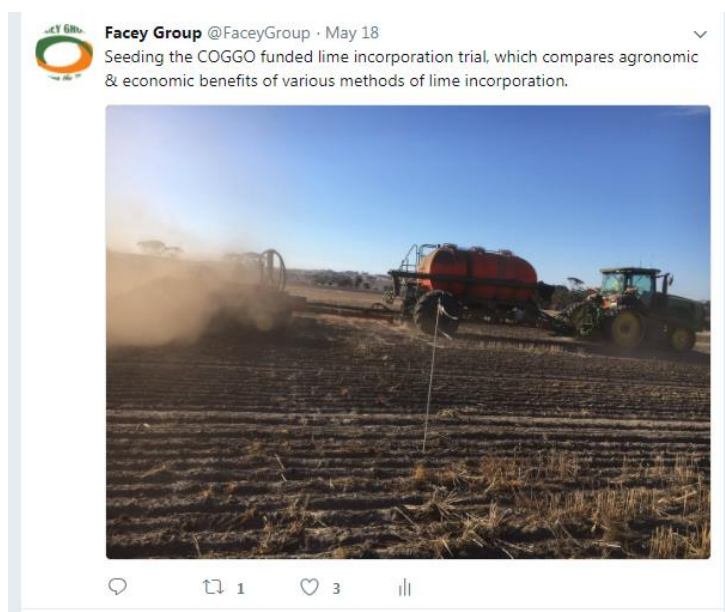 Facey Group @FaceyGroup · May 18
Seeding the COGGO funded lime incorporation trial, which compares agronomic
& economic benefits of various methods of lime incorporation.
1 3